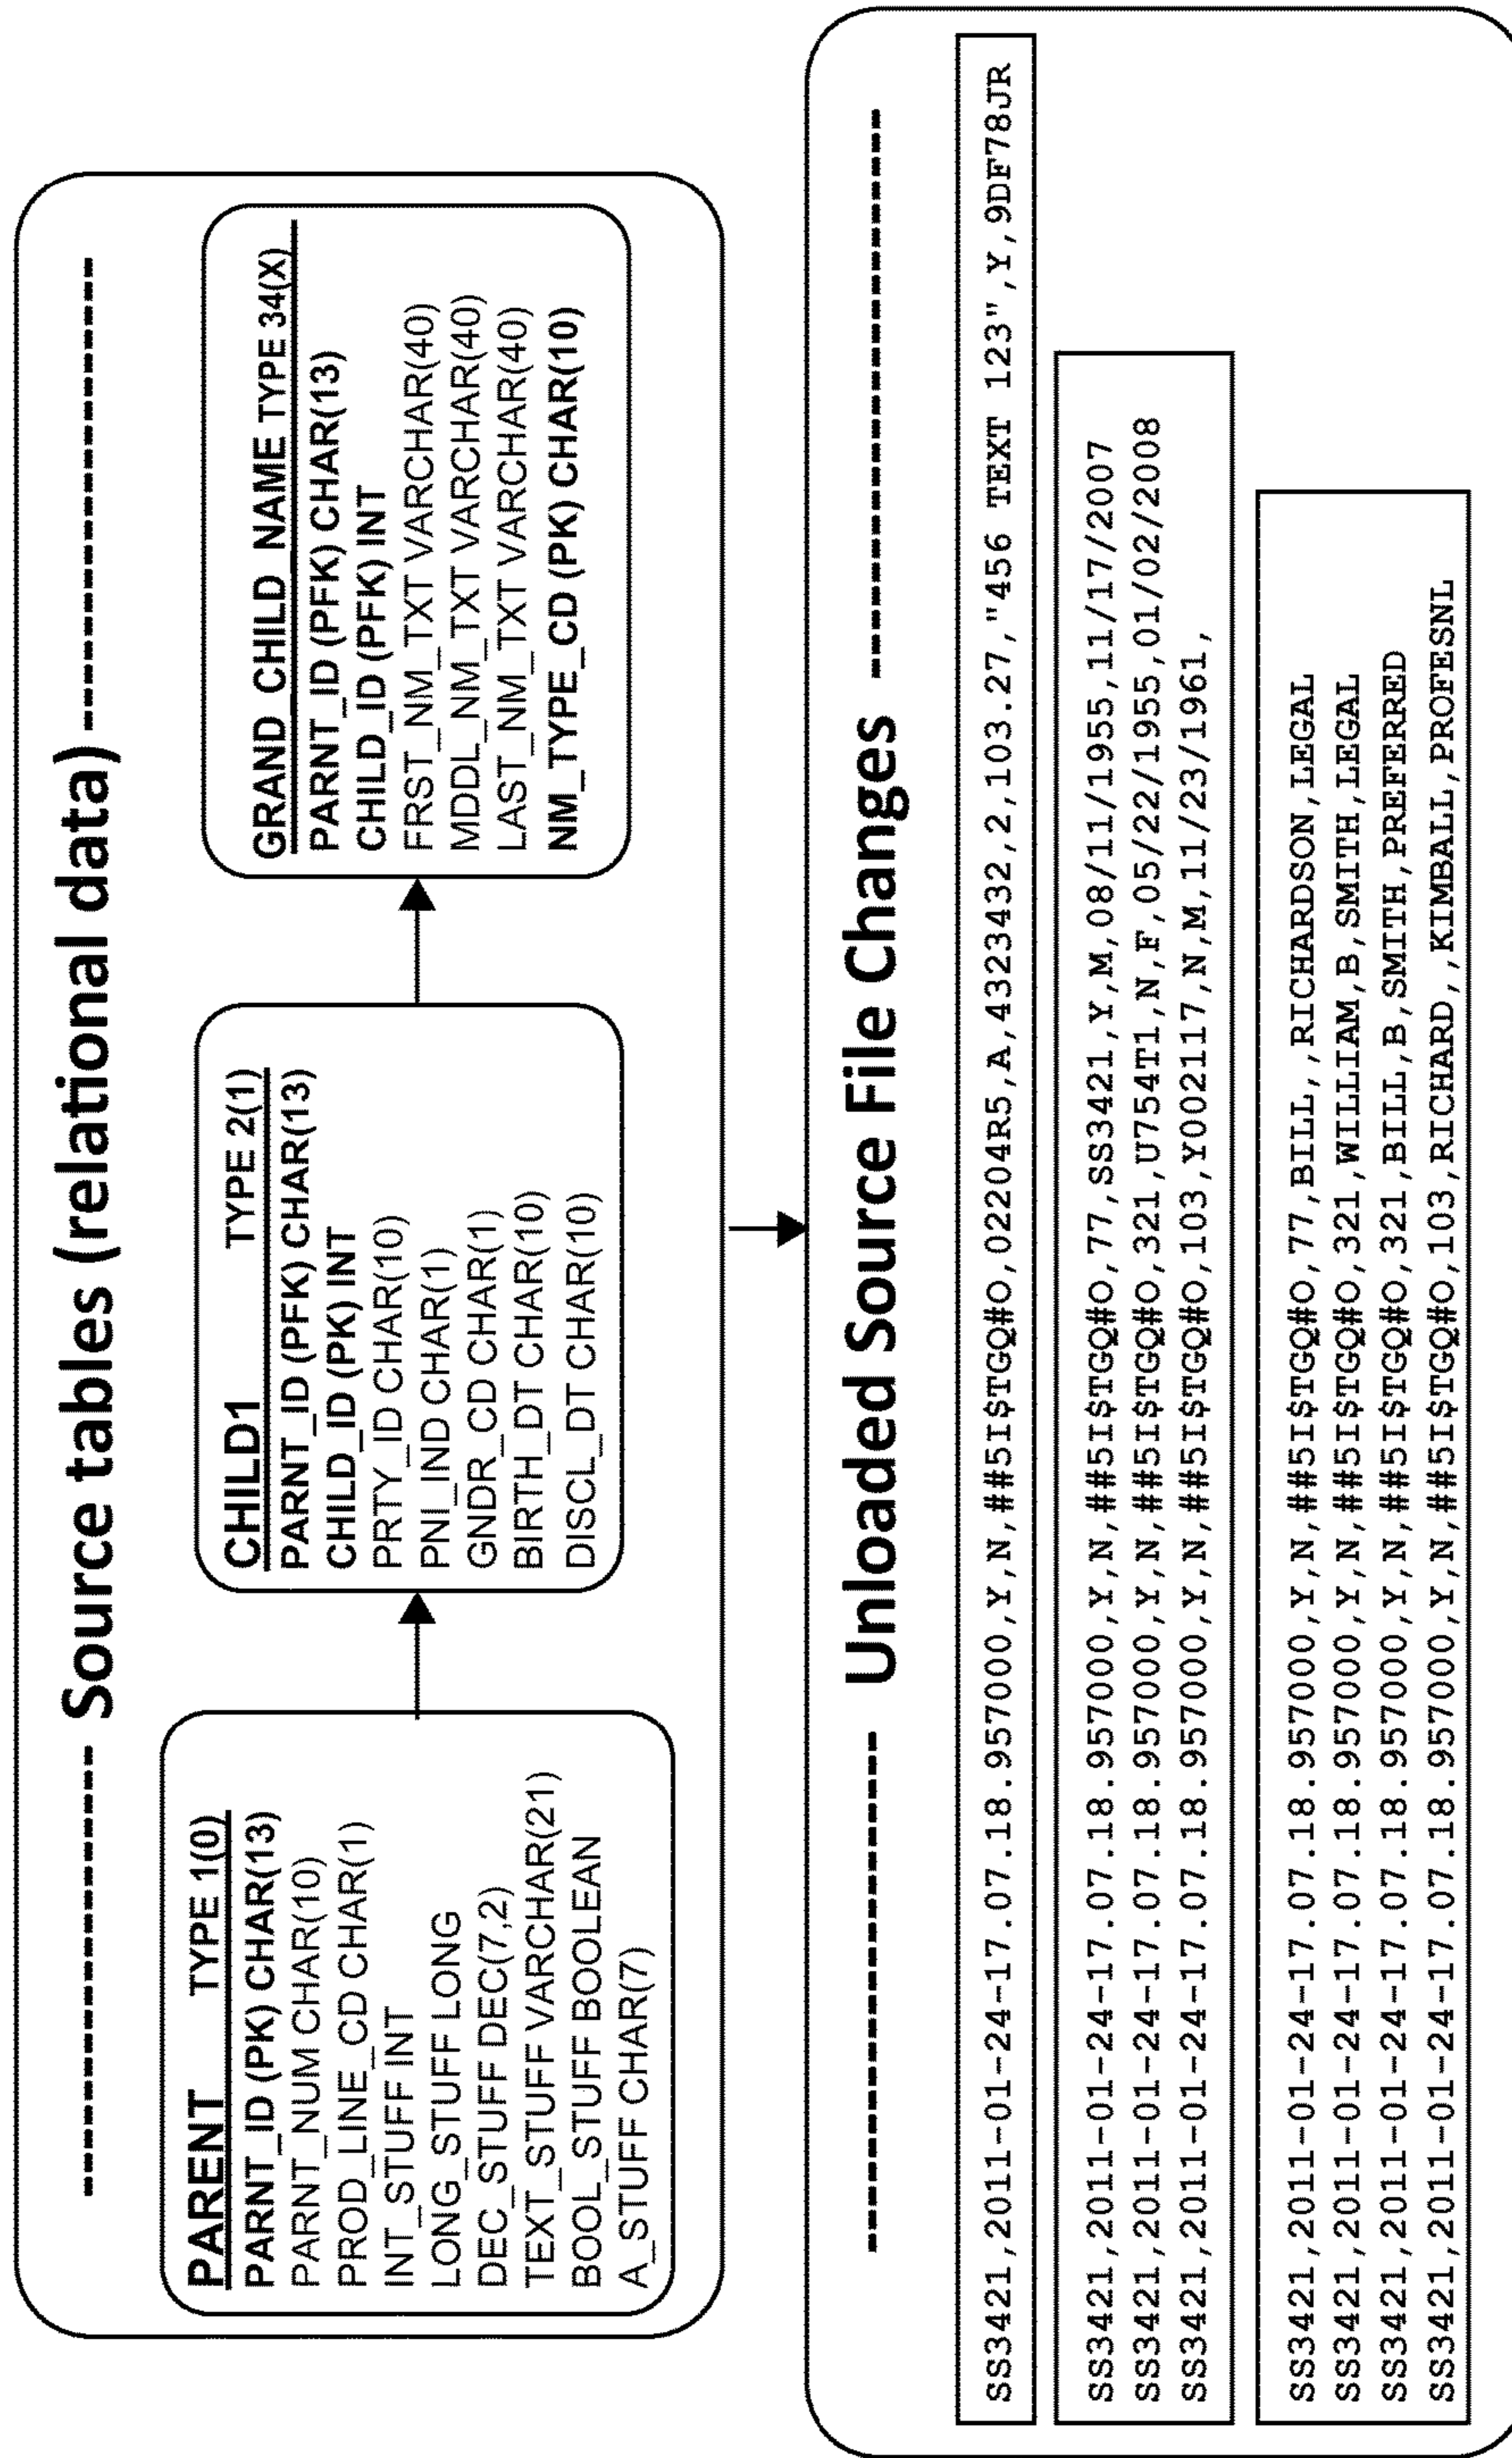 -------------- Source tables (relational data) --------------
PARENT TYPE 1(0)
PARNT_ID (PK) CHAR(13)
PARNT_NUM CHAR(10)
PROD_LINE_CD CHAR(1)
INT_STUFF INT
LONG_STUFF LONG
DEC_STUFF DEC(7,2)
TEXT_STUFF VARCHAR(21)
BOOL_STUFF BOOLEAN
A_STUFF CHAR(7)
CHILD1 TYPE 2(1)
PARNT_ID (PFK) CHAR(13)
CHILD_ID (PK) INT
PRTY_ID CHAR(10)
PNI_IND CHAR(1)
GNDR_CD CHAR(1)
BIRTH_DT CHAR(10)
DISCL_DT CHAR(10)
GRAND_CHILD_NAME TYPE 34(X)
PARNT_ID (PFK) CHAR(13)
CHILD_ID (PFK) INT
FRST_NM_TXT VARCHAR(40)
MDDL_NM_TXT VARCHAR(40)
LAST_NM_TXT VARCHAR(40)
NM_TYPE_CD (PK) CHAR(10)
---------------- Unloaded Source File Changes ----------------
SS3421,2011-01-24-17.07.18.957000,Y,N,##5I$TGQ#O,02204R5,A,4323432,2,103.27,"456 TEXT 123",Y,9DF78JR
SS3421,2011-01-24-17.07.18.957000,Y,N,##5I$TGQ#O,77,SS3421,Y,M,08/11/1955,11/17/2007
SS3421,2011-01-24-17.07.18.957000,Y,N,##5I$TGQ#O,321,U754T1,N,F,05/22/1955,01/02/2008
SS3421,2011-01-24-17.07.18.957000,Y,N,##5I$TGQ#O,103,Y002117,N,M,11/23/1961,
SS3421,2011-01-24-17.07.18.957000,Y,N,##5I$TGQ#O,77,BILL,,RICHARDSON,LEGAL
SS3421,2011-01-24-17.07.18.957000,Y,N,##5I$TGQ#O,321,WILLIAM,B,SMITH,LEGAL
SS3421,2011-01-24-17.07.18.957000,Y,N,##5I$TGQ#O,321,BILL,B,SMITH,PREFERRED
SS3421,2011-01-24-17.07.18.957000,Y,N,##5I$TGQ#O,103,RICHARD,,KIMBALL,PROFESNL